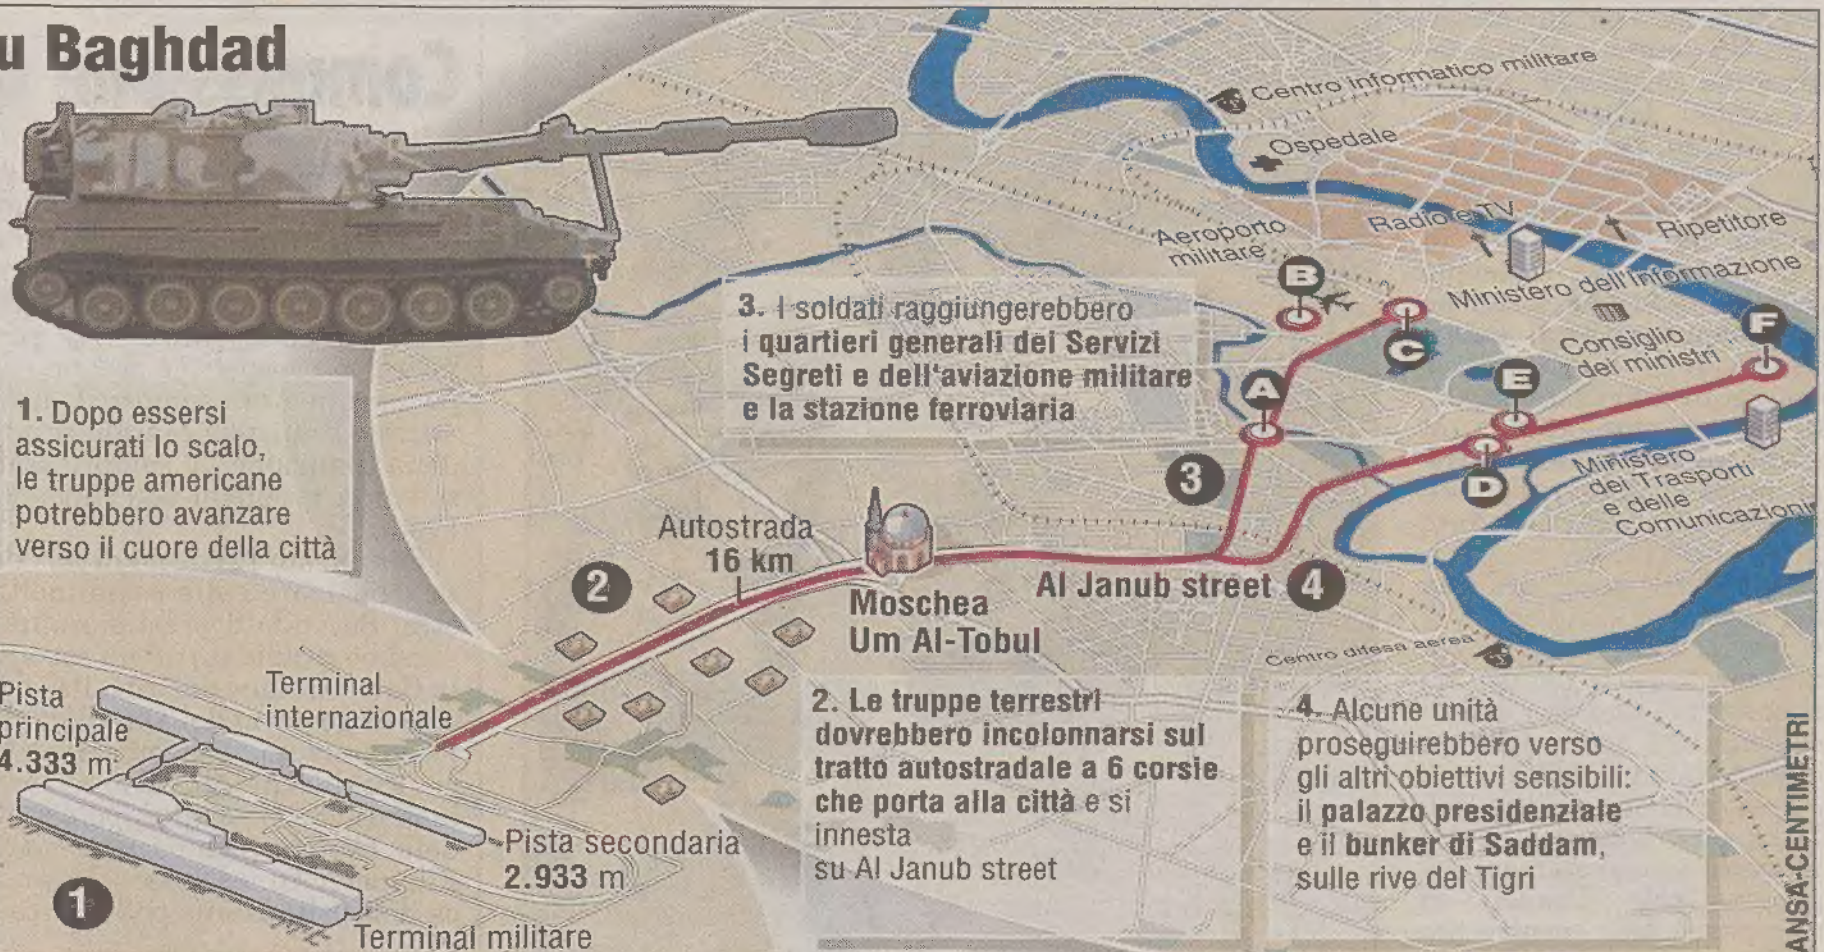 u Baghdad
1. Dopo essersi
assicurati lo scalo,
le truppe americane
potrebbero avanzare
verso il cuore della città
3. I soldati raggiungerebbero
i quartieri generali dei Servizi
Segreti e dell'aviazione militare
e la stazione ferroviaria
Centro informatico militare
Ospedale
Aeroporto
militare
Radio e TV
Ripetitore
Ministero dell'Informazione
Consiglio
dei ministri
B
C
F
A
E
D
3
Ministero
dei Trasporti
e delle
Comunicazioni
Autostrada
16 km
2
Moschea
Um Al-Tobul
Al Janub street
4
Centro difesa aerea
Pista
principale
4.333 m
Terminal
internazionale
Pista secondaria
2.933 m
1
Terminal militare
2. Le truppe terrestri
dovrebbero incolonnarsi sul
tratto autostradale a 6 corsie
che porta alla città e si
innesta
su Al Janub street
4. Alcune unità
proseguirebbero verso
gli altri obiettivi sensibili:
il palazzo presidenziale
e il bunker di Saddam,
sulle rive del Tigri
ANSA-CENTIMETRI